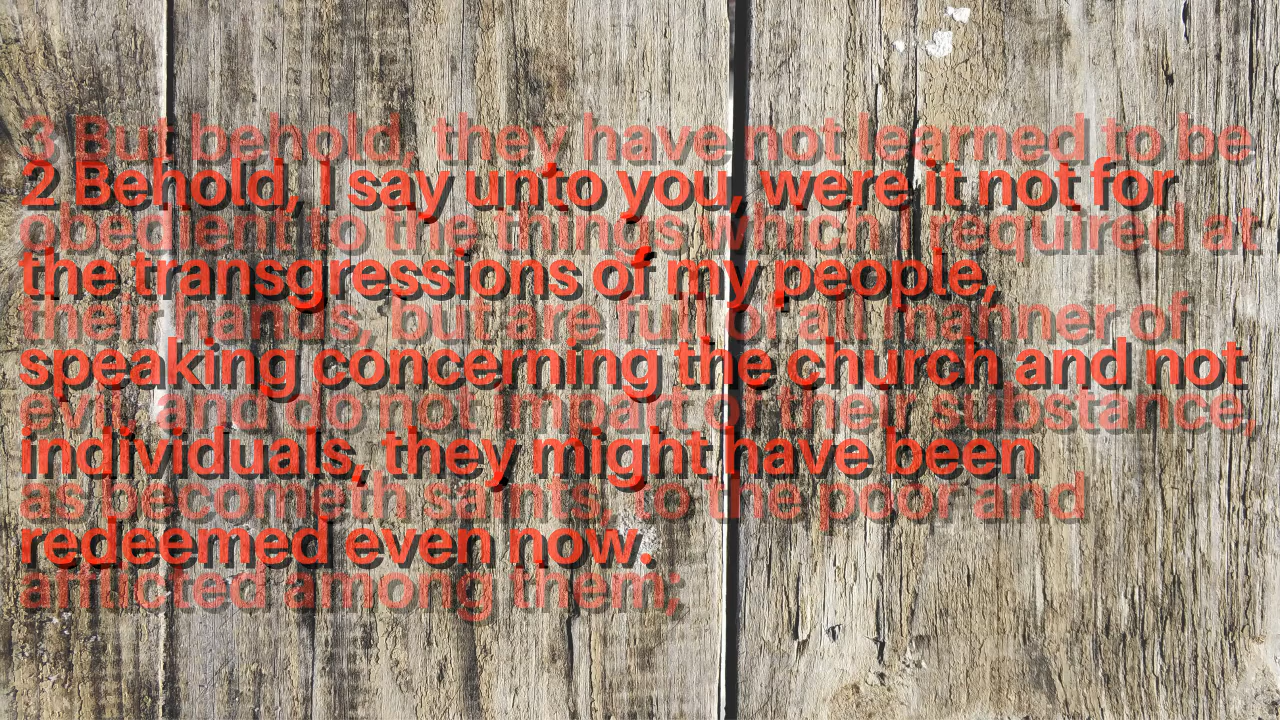 3 But behold, they have not learned to be
2 Behold, I say unto you, were it not for
obedient to the things which I required at
the transgressions of my people,
their hands, but are full of all manner of
speaking concerning the church and not
evil, and do not impart of their substance,
individuals, they might have been
as becometh saints, to the poor and
redeemed even now.
afflicted among them;